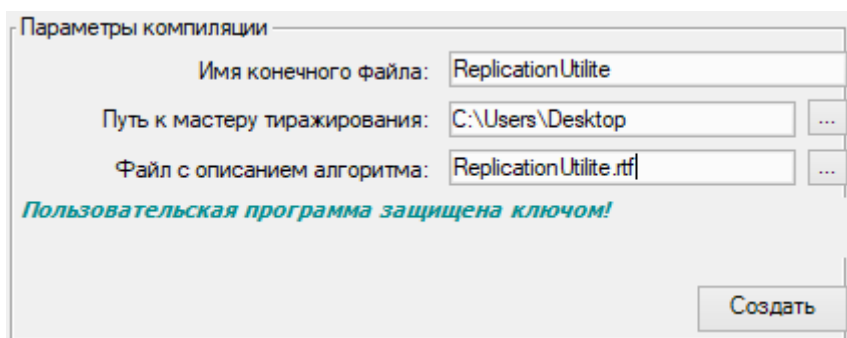 Параметры компиляции
Имя конечного файла: ReplicationUtilite
Путь к мастеру тиражирования: C:\Users\Desktop ...
Файл с описанием алгоритма: ReplicationUtilite.rtf ...
Пользовательская программа защищена ключом!
Создать